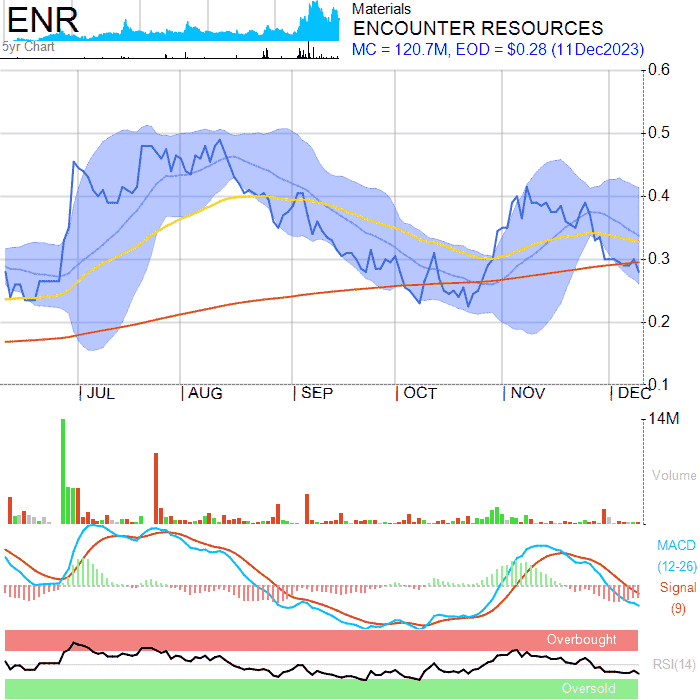 ENR
5yr Chart
Materials
ENCOUNTER RESOURCES
MC = 120.7M, EOD = $0.28 (11Dec2023)
0.6
0.5
0.4
0.3
0.2
0.1
JUL AUG SEP OCT NOV DEC
14M
Volume
MACD
(12-26)
Signal
(9)
Overbought
RSI(14)
Oversold